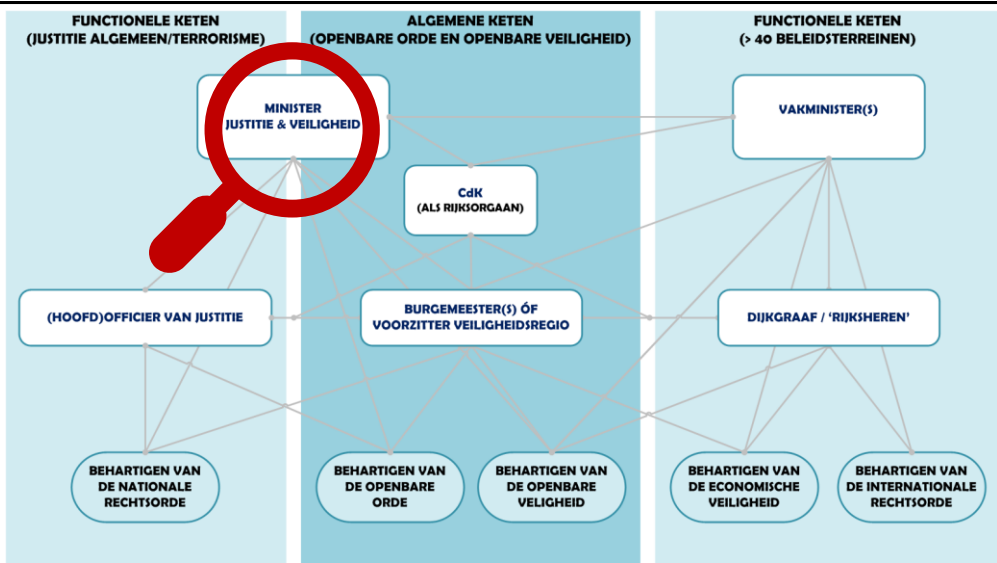 FUNCTIONELE KETEN
(JUSTITIE ALGEMEEN/TERRORISME)
ALGEMENE KETEN
(OPENBARE ORDE EN OPENBARE VEILIGHEID)
FUNCTIONELE KETEN
(> 40 BELEIDSTERREINEN)
MINISTER
JUSTITIE & VEILIGHEID
VAKMINISTER(S)
CdK
(ALS RIJKSORGAAN)
(HOOFD)OFFICIER VAN JUSTITIE
BURGEMEESTER(S) ÓF
VOORZITTER VEILIGHEIDSREGIO
DIJKGRAAF / ‘RIJKSHEREN’
BEHARTIGEN VAN
DE NATIONALE
RECHTSORDE
BEHARTIGEN VAN
DE OPENBARE
ORDE
BEHARTIGEN VAN
DE OPENBARE
VELIGHEID
BEHARTIGEN VAN
DE ECONOMISCHE
VEILIGHEID
BEHARTIGEN VAN
DE INTERNATIONALE
RECHTSORDE